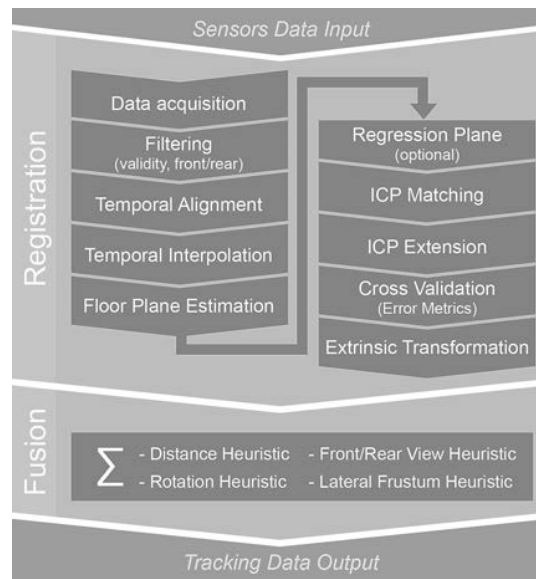 Sensors Data Input
Registration
Data acquisition
Filtering
(validity, front/rear)
Temporal Alignment
Temporal Interpolation
Floor Plane Estimation
Regression Plane
(optional)
ICP Matching
ICP Extension
Cross Validation
(Error Metrics)
Extrinsic Transformation
Fusion
Σ
- Distance Heuristic
- Rotation Heuristic
- Front/Rear View Heuristic
- Lateral Frustum Heuristic
Tracking Data Output